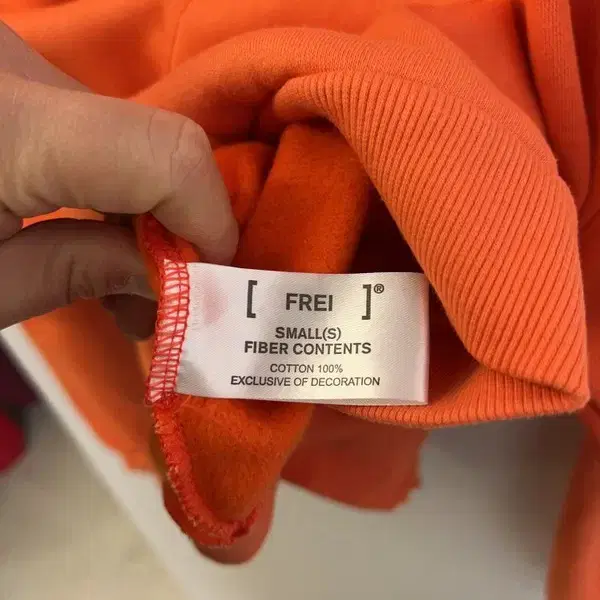 [ FREI ]®
SMALL(S)
FIBER CONTENTS
COTTON 100%
EXCLUSIVE OF DECORATION